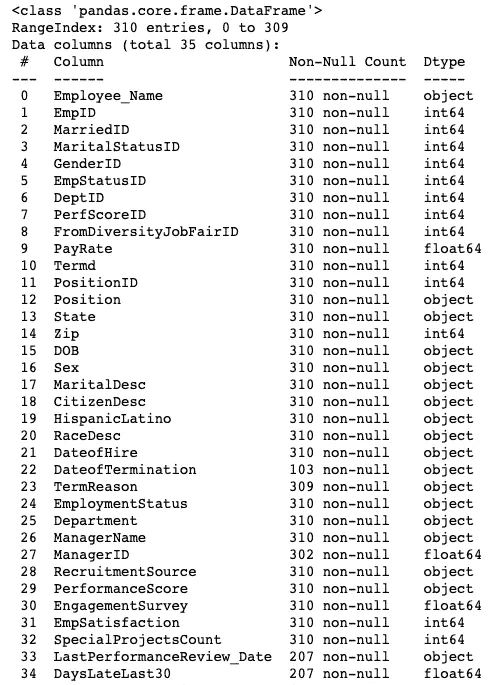 <class 'pandas.core.frame.DataFrame'>
RangeIndex: 310 entries, 0 to 309
Data columns (total 35 columns):
 #   Column                      Non-Null Count  Dtype
---  ------                      --------------  -----
 0   Employee_Name               310 non-null    object
 1   EmpID                       310 non-null    int64
 2   MarriedID                   310 non-null    int64
 3   MaritalStatusID             310 non-null    int64
 4   GenderID                    310 non-null    int64
 5   EmpStatusID                 310 non-null    int64
 6   DeptID                      310 non-null    int64
 7   PerfScoreID                 310 non-null    int64
 8   FromDiversityJobFairID      310 non-null    int64
 9   PayRate                     310 non-null    float64
 10  Termd                       310 non-null    int64
 11  PositionID                  310 non-null    int64
 12  Position                    310 non-null    object
 13  State                       310 non-null    object
 14  Zip                         310 non-null    int64
 15  DOB                         310 non-null    object
 16  Sex                         310 non-null    object
 17  MaritalDesc                 310 non-null    object
 18  CitizenDesc                 310 non-null    object
 19  HispanicLatino              310 non-null    object
 20  RaceDesc                    310 non-null    object
 21  DateofHire                  310 non-null    object
 22  DateofTermination           103 non-null    object
 23  TermReason                  309 non-null    object
 24  EmploymentStatus            310 non-null    object
 25  Department                  310 non-null    object
 26  ManagerName                 310 non-null    object
 27  ManagerID                   302 non-null    float64
 28  RecruitmentSource           310 non-null    object
 29  PerformanceScore            310 non-null    object
 30  EngagementSurvey            310 non-null    float64
 31  EmpSatisfaction             310 non-null    int64
 32  SpecialProjectsCount        310 non-null    int64
 33  LastPerformanceReview_Date  207 non-null    object
 34  DaysLateLast30              207 non-null    float64